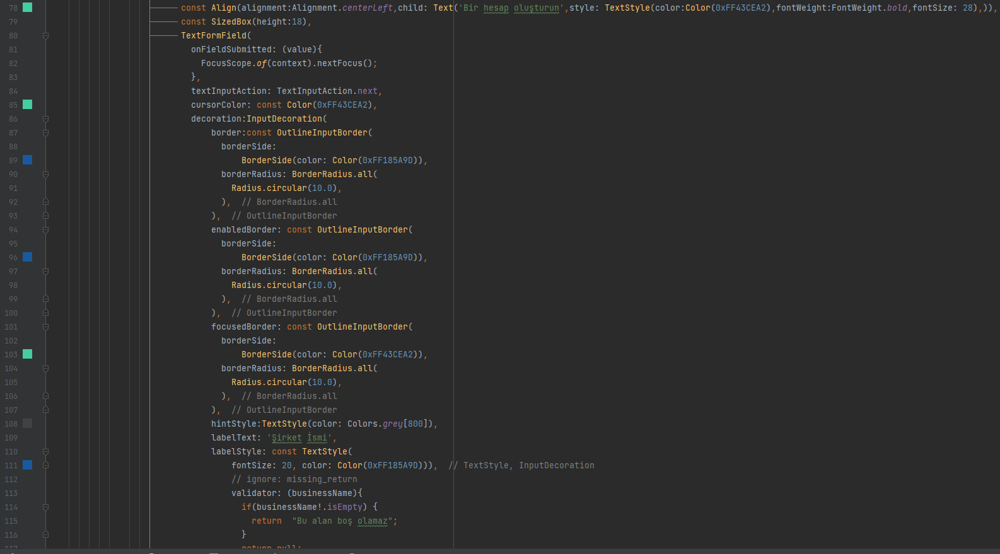 78 const Align(alignment:Alignment.centerLeft,child: Text('Bir hesap oluşturun',style: TextStyle(color:Color(0xFF43CEA2),fontWeight:FontWeight.bold,fontSize: 28),)),
79 const SizedBox(height:18),
80 TextFormField(
81 onFieldSubmitted: (value){
82 FocusScope.of(context).nextFocus();
83 },
84 textInputAction: TextInputAction.next,
85 cursorColor: const Color(0xFF43CEA2),
86 decoration:InputDecoration(
87 border:const OutlineInputBorder(
88 borderSide:
89 BorderSide(color: Color(0xFF185A9D)),
90 borderRadius: BorderRadius.all(
91 Radius.circular(10.0),
92 ), // BorderRadius.all
93 ), // OutlineInputBorder
94 enabledBorder: const OutlineInputBorder(
95 borderSide:
96 BorderSide(color: Color(0xFF185A9D)),
97 borderRadius: BorderRadius.all(
98 Radius.circular(10.0),
99 ), // BorderRadius.all
100 ), // OutlineInputBorder
101 focusedBorder: const OutlineInputBorder(
102 borderSide:
103 BorderSide(color: Color(0xFF43CEA2)),
104 borderRadius: BorderRadius.all(
105 Radius.circular(10.0),
106 ), // BorderRadius.all
107 ), // OutlineInputBorder
108 hintStyle:TextStyle(color: Colors.grey[800]),
109 labelText: 'Şirket İsmi',
110 labelStyle: const TextStyle(
111 fontSize: 20, color: Color(0xFF185A9D))), // TextStyle, InputDecoration
112 // ignore: missing_return
113 validator: (businessName){
114 if(businessName!.isEmpty) {
115 return "Bu alan boş olamaz";
116 }
117 return null;